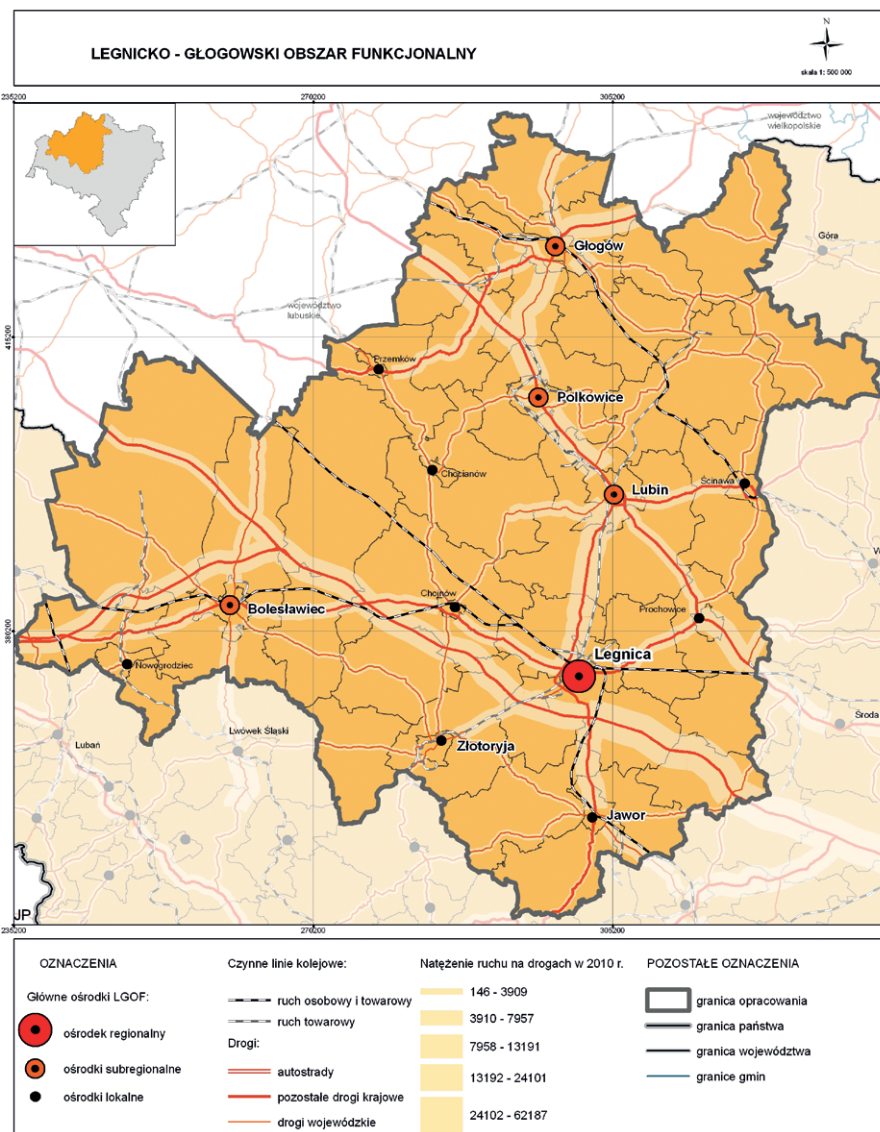 LEGNICKO - GŁOGOWSKI OBSZAR FUNKCJONALNY
N
skala 1: 500 000
235200
270200
305200
województwo
wielkopolskie
Góra
Głogów
województwo
lubuskie
415200
Przemków
Polkowice
Chocianów
Lubin
Ścinawa
Bolesławiec
Chojnów
Prochowice
380200
Legnica
Nowogrodziec
Środa
Lwówek Śląski
Lubań
Złotoryja
Jawor
JP
235200
270200
305200
OZNACZENIA
Główne ośrodki LGOF:
ośrodek regionalny
ośrodki subregionalne
ośrodki lokalne
Czynne linie kolejowe:
ruch osobowy i towarowy
ruch towarowy
Drogi:
autostrady
pozostałe drogi krajowe
drogi wojewódzkie
Natężenie ruchu na drogach w 2010 r.
146 - 3909
3910 - 7957
7958 - 13191
13192 - 24101
24102 - 62187
POZOSTAŁE OZNACZENIA
granica opracowania
granica państwa
granica województwa
granice gmin